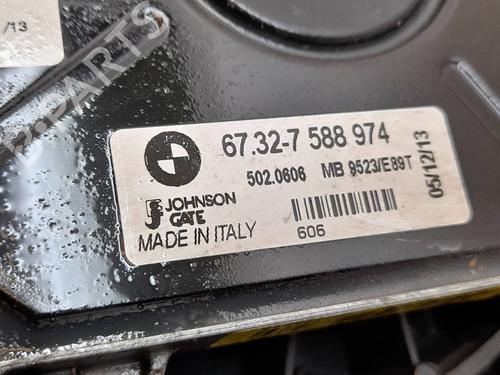 /13
B-PARTS
67.32-7 588 974
502.0606 MB 9523/E89T
05/12/13
JOHNSON
GATE
MADE IN ITALY
606